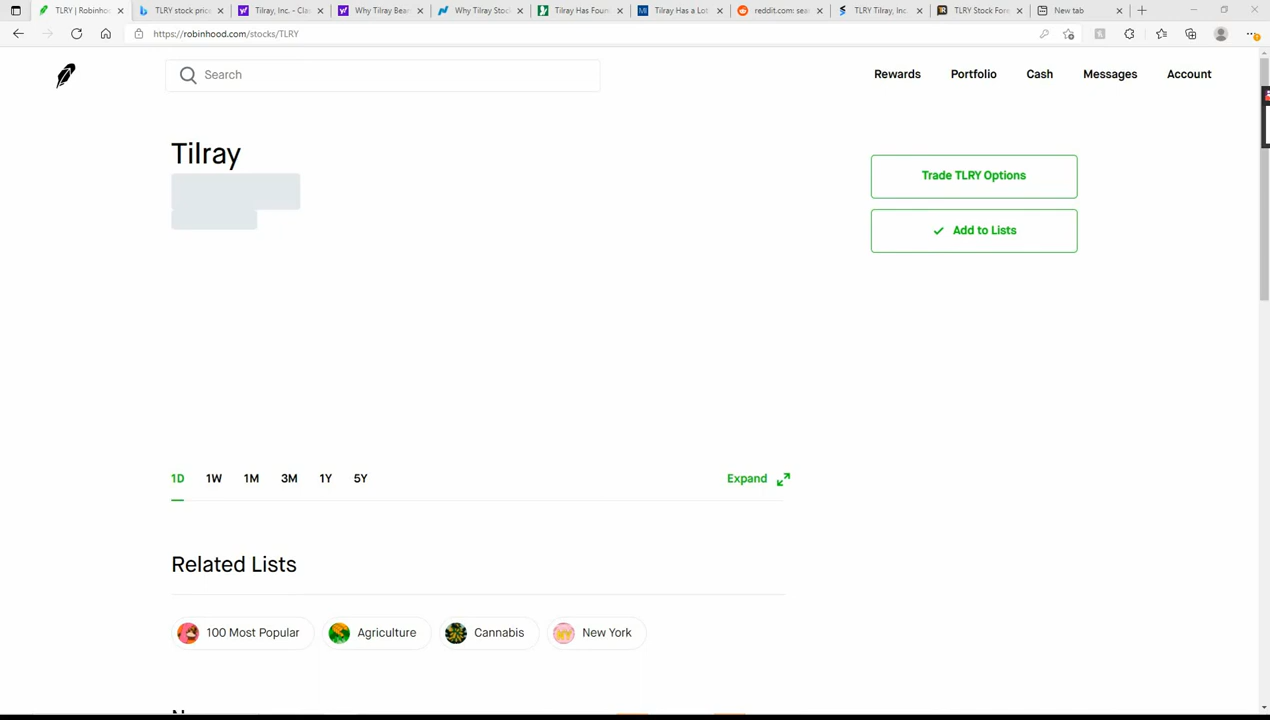 TLRY | Robinho
TLRY stock pric
Tilray, Inc. - Cla
Why Tilray Bea
Why Tilray Stoc
Tilray Has Foun
Tilray Has a Lot
reddit.com: sea
TLRY Tilray, Inc.
TLRY Stock Fore
New tab
https://robinhood.com/stocks/TLRY
Search
Rewards
Portfolio
Cash
Messages
Account
Tilray
Trade TLRY Options
Add to Lists
1D 1W 1M 3M 1Y 5Y
Expand
Related Lists
100 Most Popular
Agriculture
Cannabis
New York